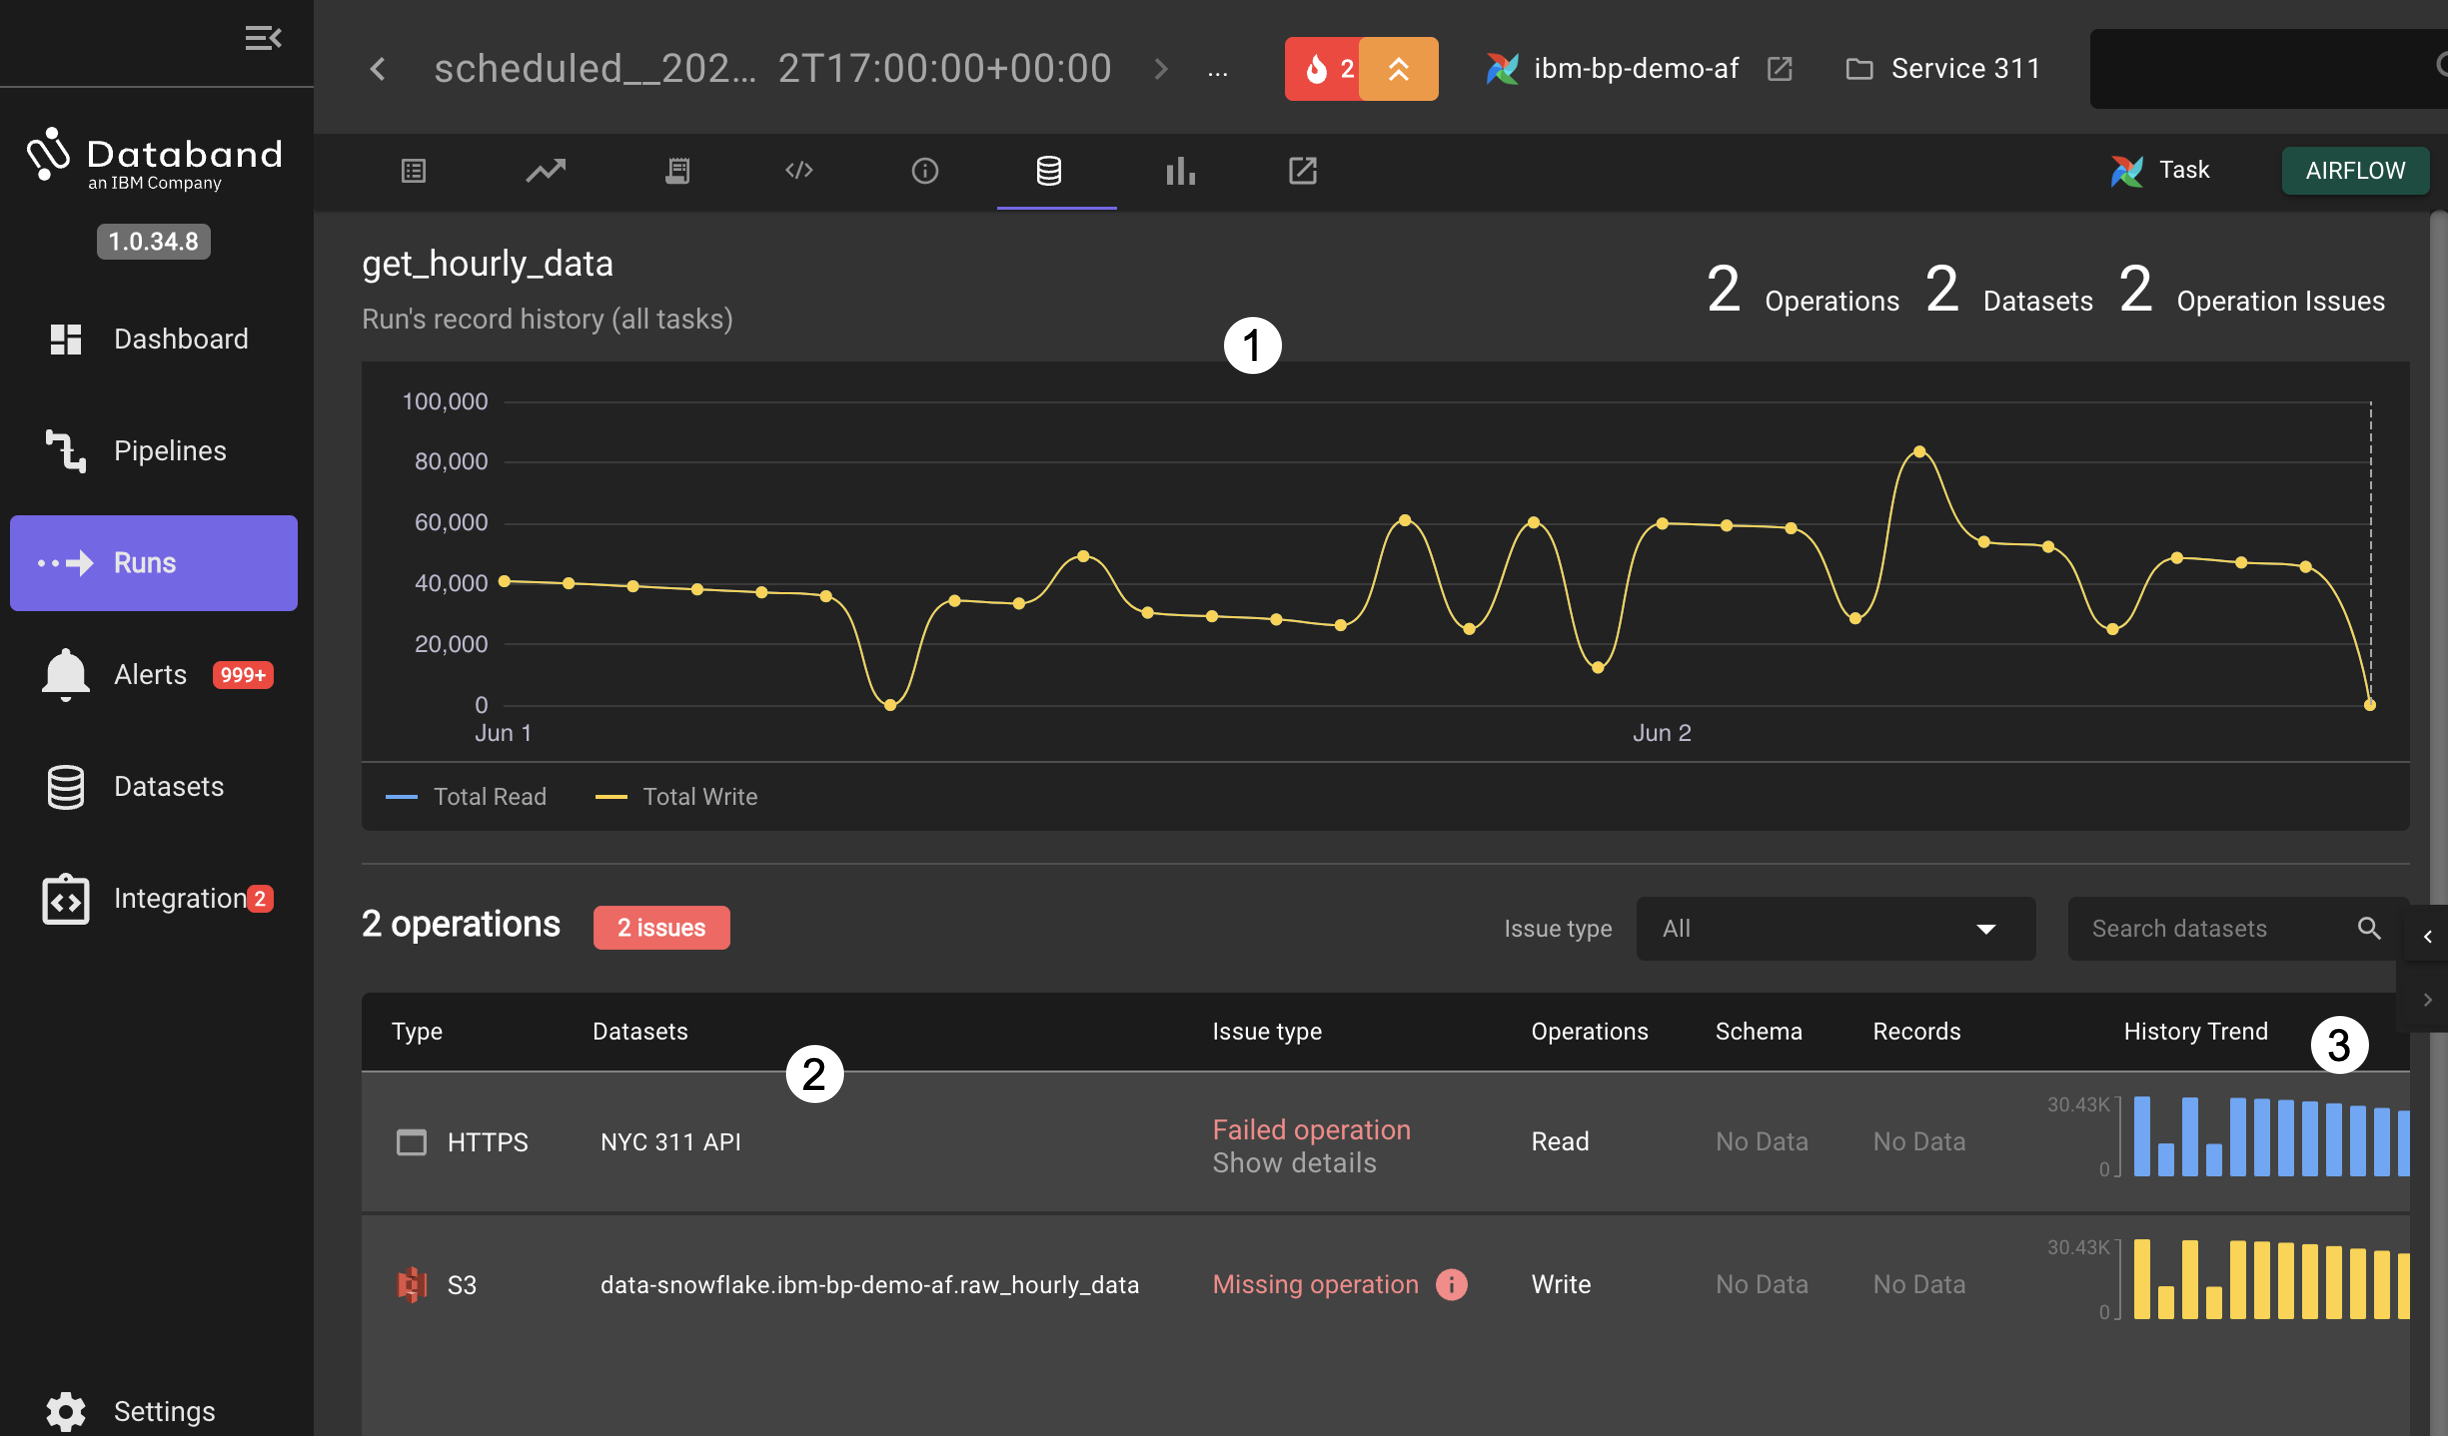 scheduled__202... 2T17:00:00+00:00
...
2
ibm-bp-demo-af
Service 311
Databand
an IBM Company
1.0.34.8
Dashboard
Pipelines
Runs
Alerts 999+
Datasets
Integration 2
Settings
Task
AIRFLOW
get_hourly_data
Run's record history (all tasks)
2 Operations 2 Datasets 2 Operation Issues
1
100,000
80,000
60,000
40,000
20,000
0
Jun 1
Jun 2
Total Read Total Write
2 operations 2 issues
Issue type All
Search datasets
Type Datasets Issue type Operations Schema Records History Trend
2
3
HTTPS NYC 311 API Failed operation Read No Data No Data 30.43K
Show details
0
S3 data-snowflake.ibm-bp-demo-af.raw_hourly_data Missing operation Write No Data No Data 30.43K
0